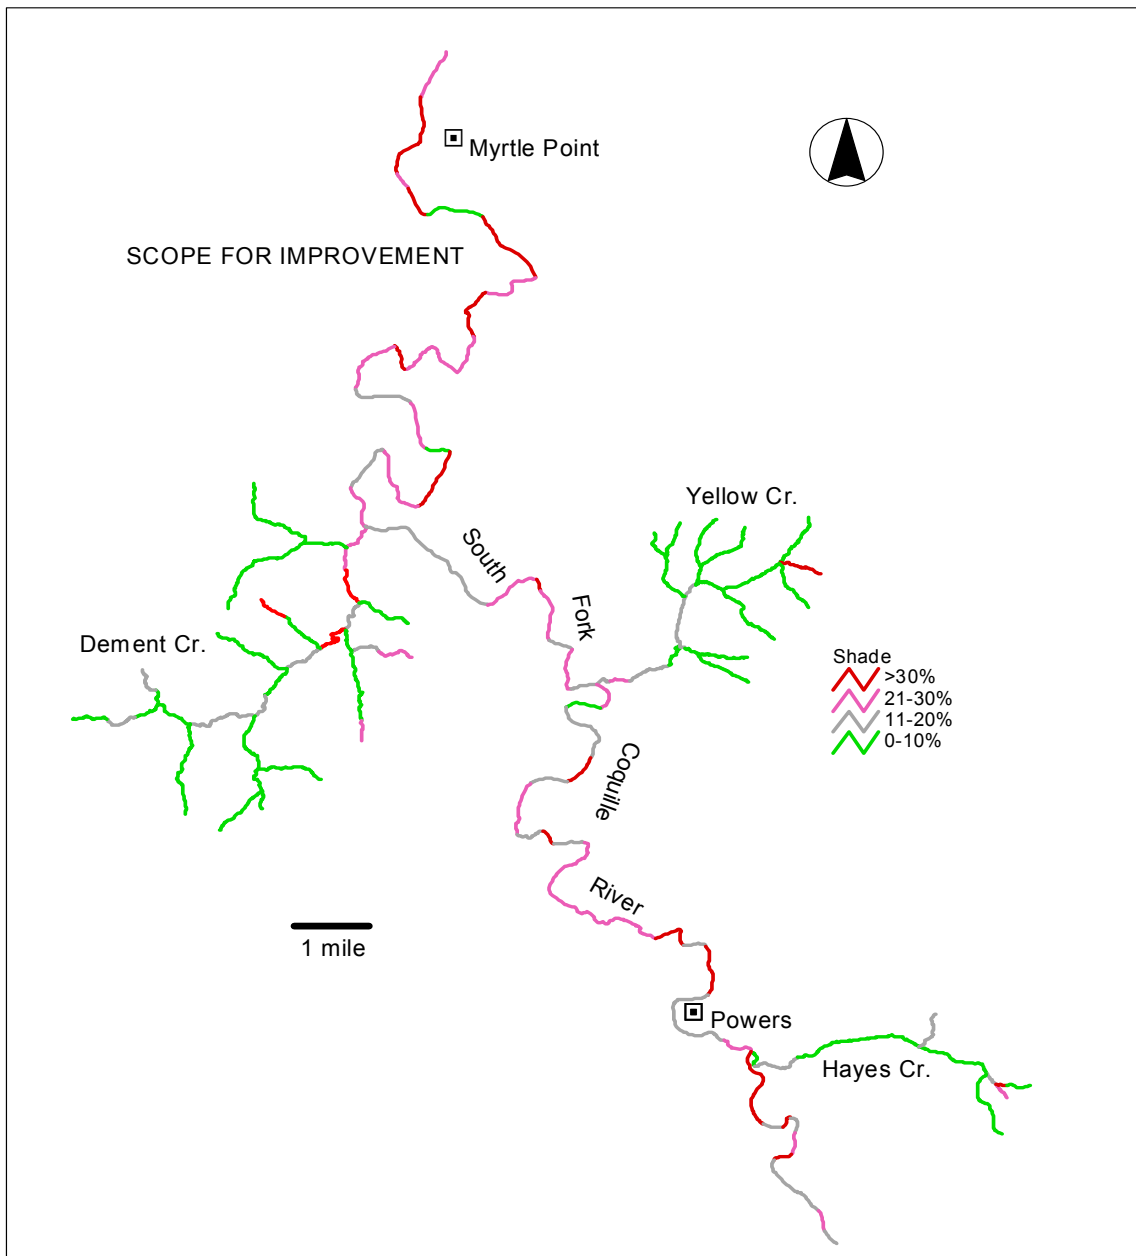 Myrtle Point
SCOPE FOR IMPROVEMENT
Yellow Cr.
South
Fork
Dement Cr.
Shade
>30%
21-30%
11-20%
0-10%
Coquille
River
1 mile
Powers
Hayes Cr.